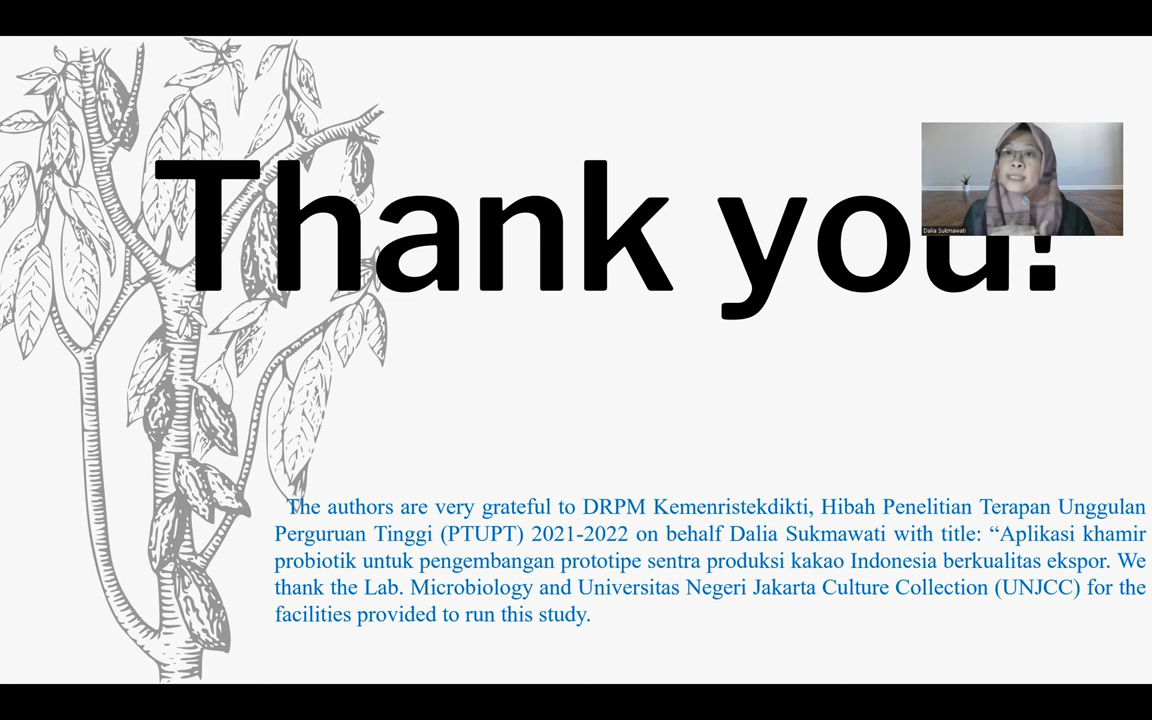 Thank you!
Dalia Sukmawati
The authors are very grateful to DRPM Kemenristekdikti, Hibah Penelitian Terapan Unggulan
Perguruan Tinggi (PTUPT) 2021-2022 on behalf Dalia Sukmawati with title: “Aplikasi khamir
probiotik untuk pengembangan prototipe sentra produksi kakao Indonesia berkualitas ekspor. We
thank the Lab. Microbiology and Universitas Negeri Jakarta Culture Collection (UNJCC) for the
facilities provided to run this study.